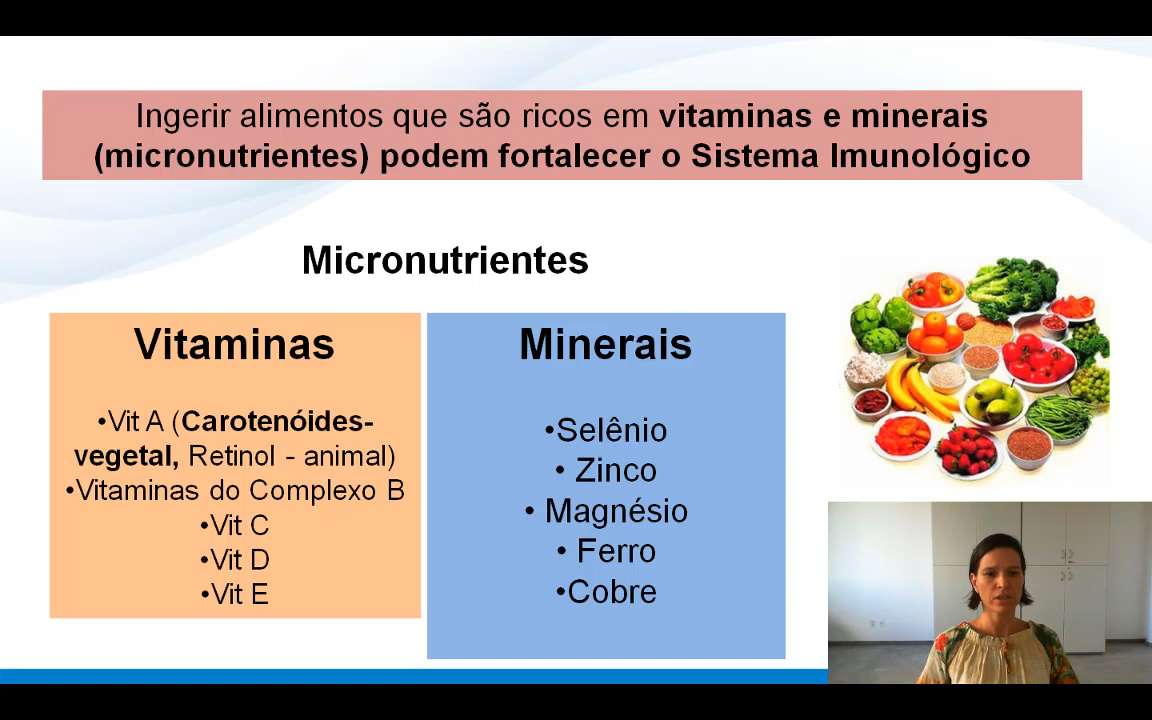 Ingerir alimentos que são ricos em vitaminas e minerais
(micronutrientes) podem fortalecer o Sistema Imunológico
Micronutrientes
Vitaminas
•Vit A (Carotenóides-
vegetal, Retinol - animal)
•Vitaminas do Complexo B
•Vit C
•Vit D
•Vit E
Minerais
•Selênio
• Zinco
• Magnésio
• Ferro
•Cobre